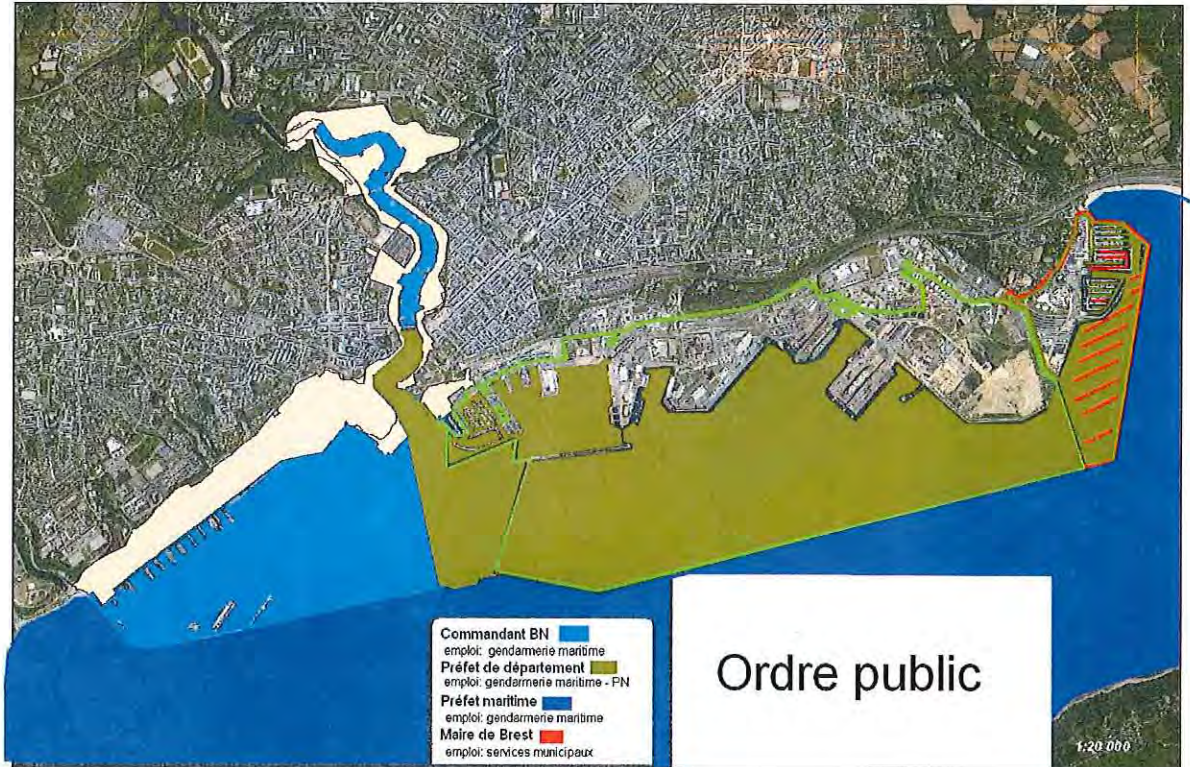 Commandant BN
emploi: gendarmerie maritime
Préfet de département
emploi: gendarmerie maritime - PN
Préfet maritime
emploi: gendarmerie maritime
Maire de Brest
emploi: services municipaux
Ordre public
1:20 000